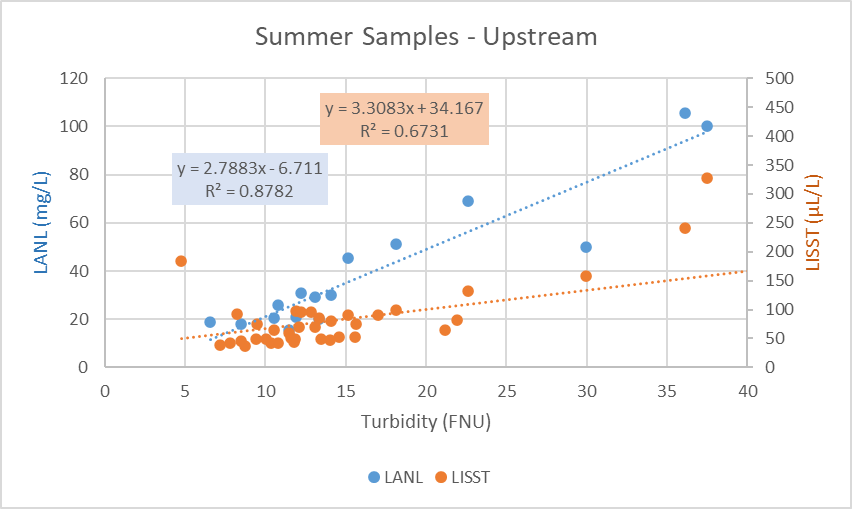 Summer Samples - Upstream
120
100
80
60
40
20
0
LANL (mg/L)
y = 3.3083x + 34.167
R² = 0.6731
y = 2.7883x - 6.711
R² = 0.8782
500
450
400
350
300
250
200
150
100
50
0
LISST (µL/L)
0 5 10 15 20 25 30 35 40
Turbidity (FNU)
LANL LISST